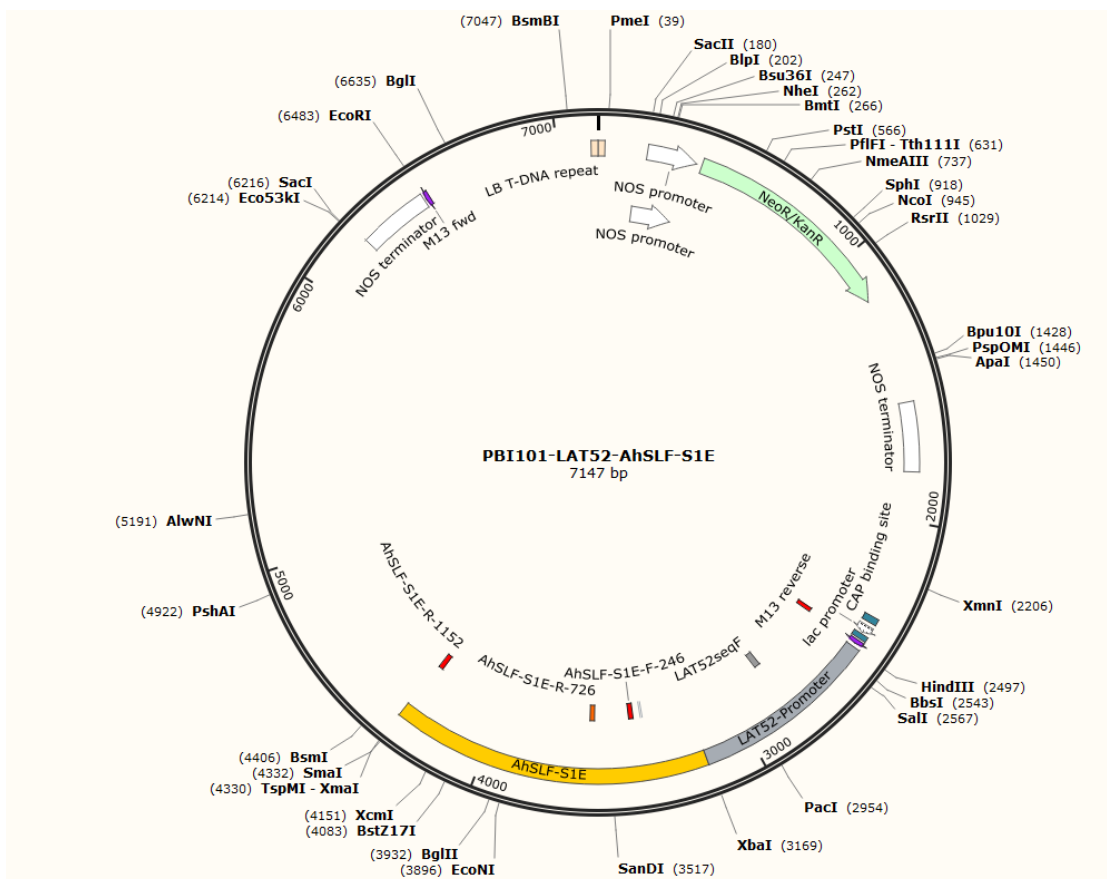 (7047) BsmBI
PmeI (39)
SacII (180)
BlpI (202)
Bsu36I (247)
NheI (262)
BmtI (266)
PstI (566)
PflFI - Tth111I (631)
NmeAIII (737)
SphI (918)
NcoI (945)
RsrII (1029)
Bpu10I (1428)
PspOMI (1446)
ApaI (1450)
XmnI (2206)
HindIII (2497)
BbsI (2543)
SalI (2567)
PacI (2954)
XbaI (3169)
SanDI (3517)
(3896) EcoNI
(3932) BglII
(4083) BstZ17I
(4151) XcmI
(4330) TspMI - XmaI
(4332) SmaI
(4406) BsmI
(4922) PshAI
(5191) AlwNI
(6214) Eco53kI
(6216) SacI
(6483) EcoRI
(6635) BglI
7000
1000
2000
3000
4000
5000
6000
LB T-DNA repeat
NOS promoter
NOS promoter
NeoR/KanR
NOS terminator
CAP binding site
lac promoter
M13 reverse
LAT52-Promoter
LAT52seqF
AhSLF-S1E-F-246
AhSLF-S1E-R-726
AhSLF-S1E-R-1152
AhSLF-S1E
NOS terminator
M13 fwd
PBI101-LAT52-AhSLF-S1E
7147 bp